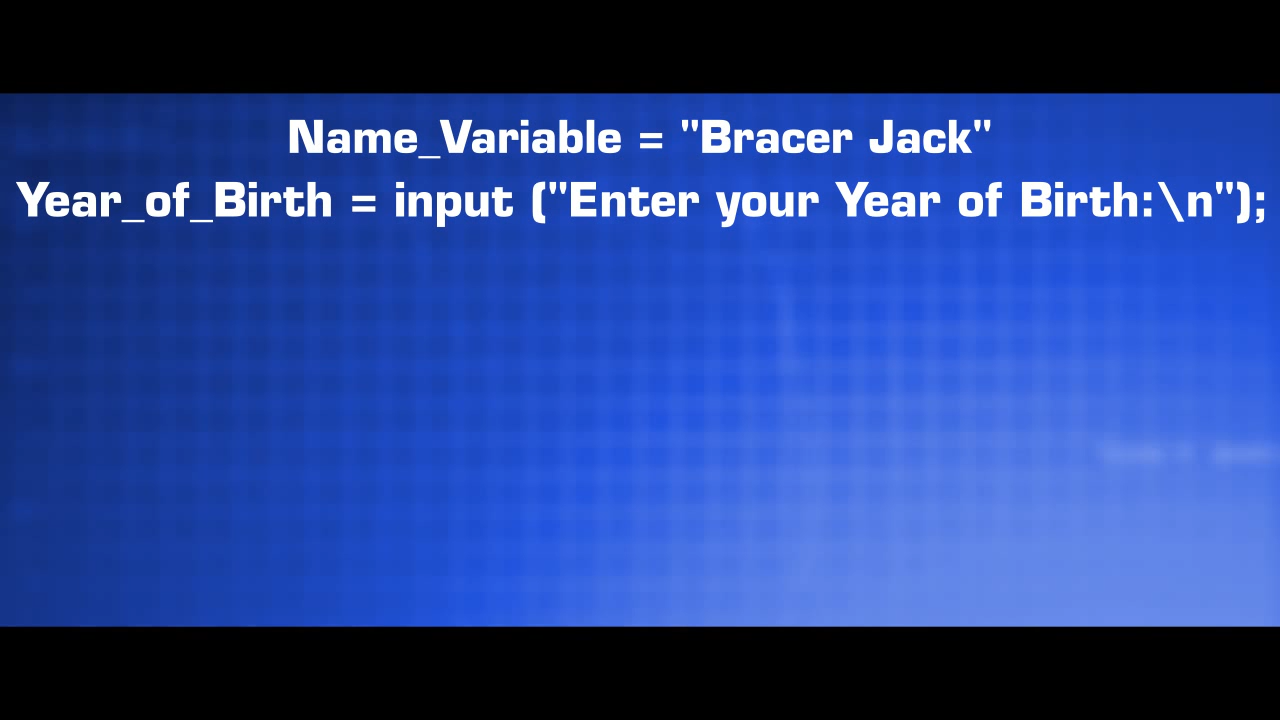 Name_Variable = "Bracer Jack"
Year_of_Birth = input ("Enter your Year of Birth:\n");